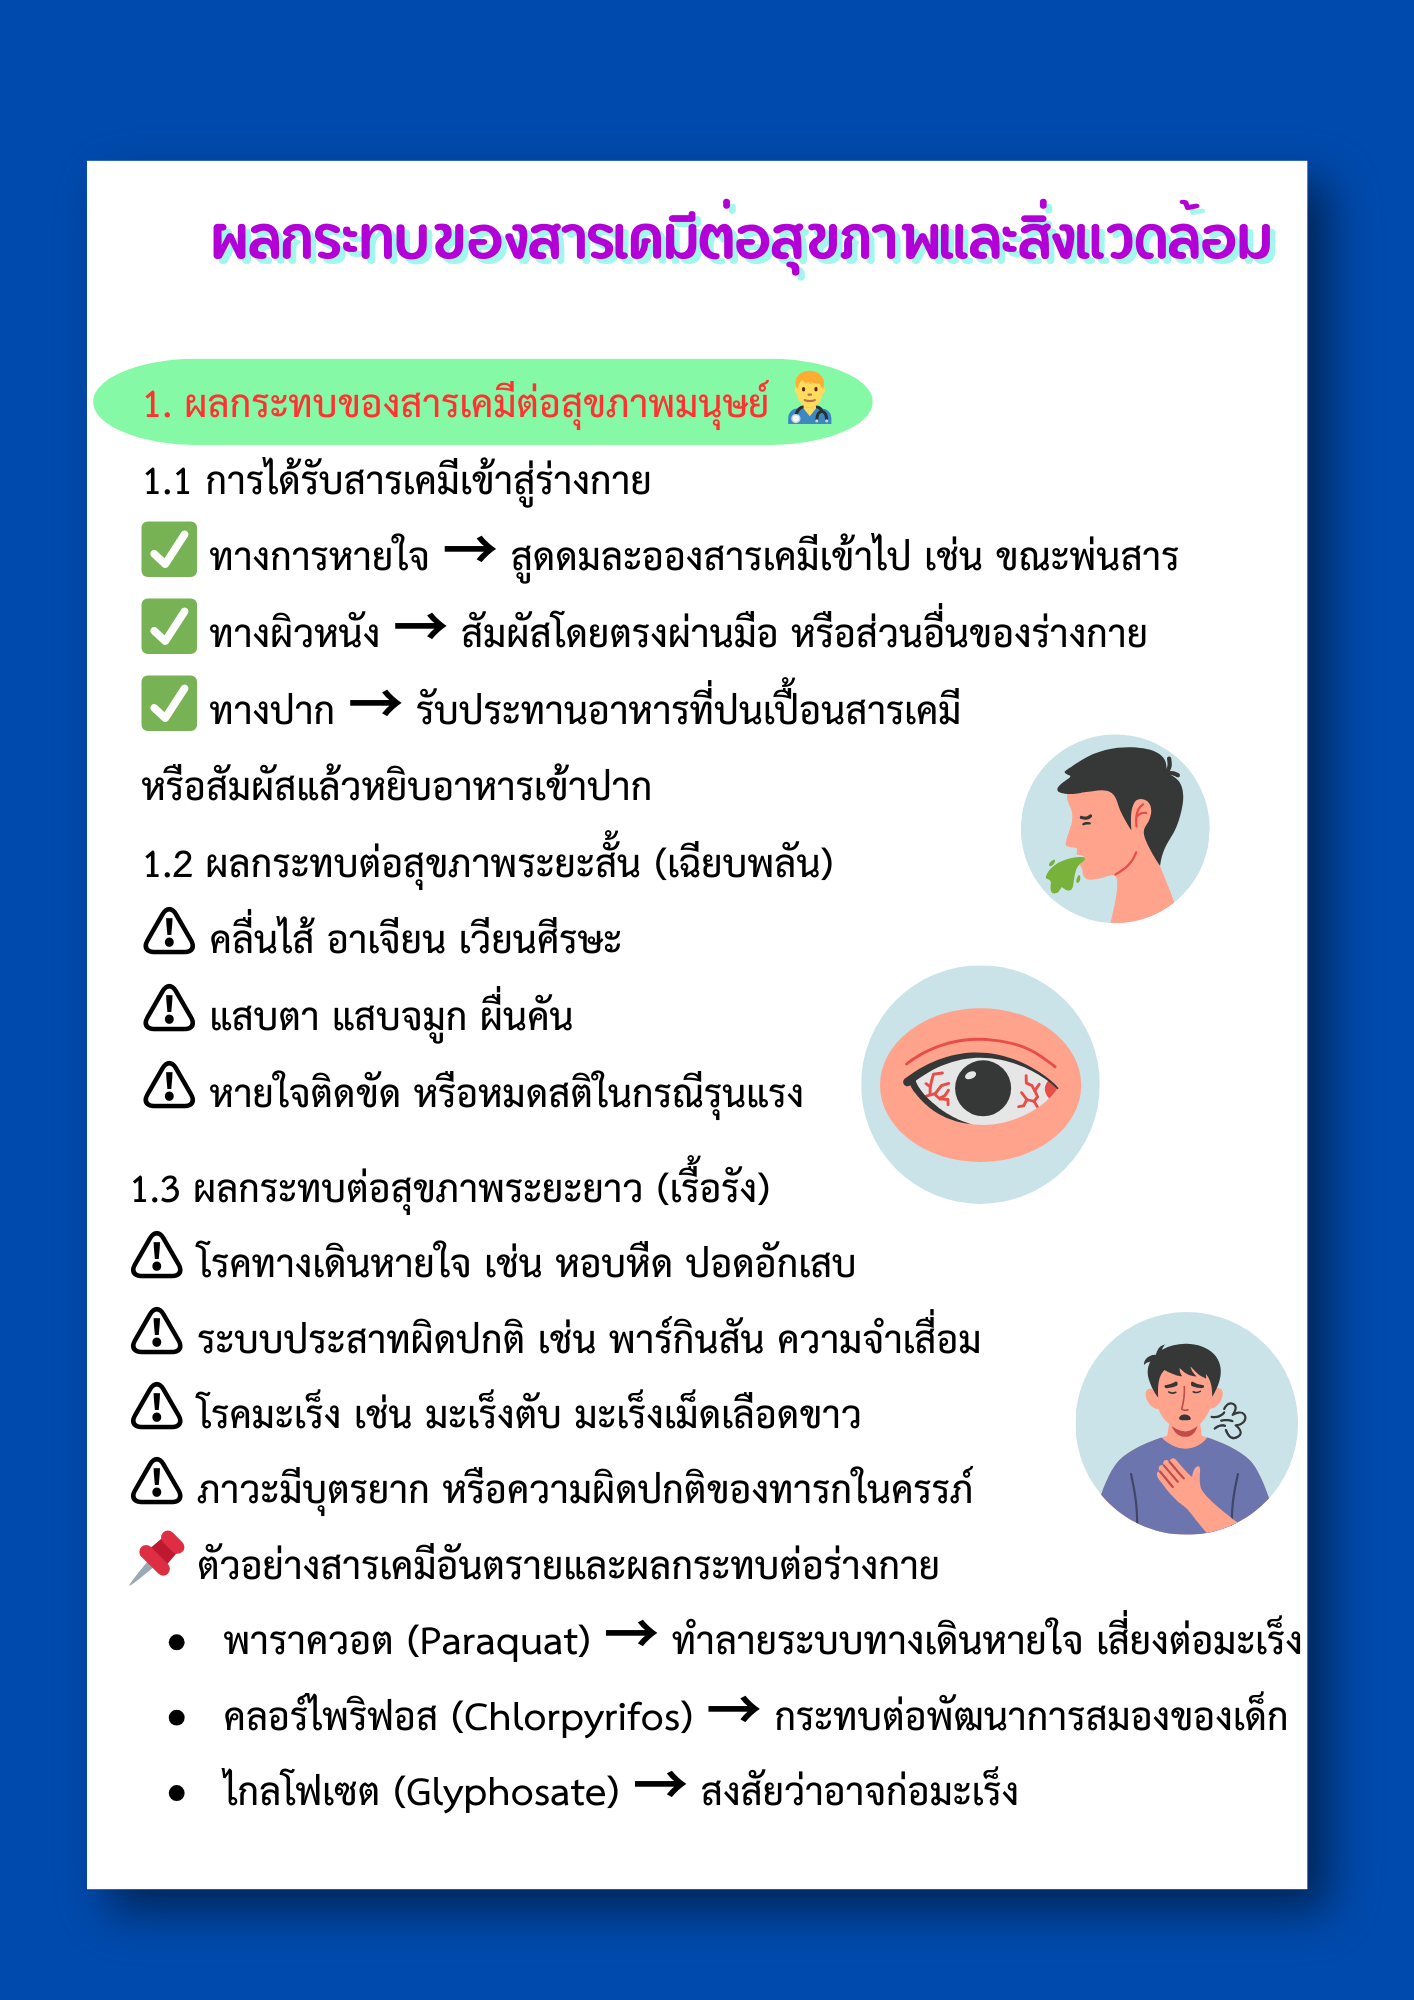 ผลกระทบของสารเคมีต่อสุขภาพและสิ่งแวดล้อม
1. ผลกระทบของสารเคมีต่อสุขภาพมนุษย์
1.1 การได้รับสารเคมีเข้าสู่ร่างกาย
✅ ทางการหายใจ → สูดดมละอองสารเคมีเข้าไป เช่น ขณะพ่นสาร
✅ ทางผิวหนัง → สัมผัสโดยตรงผ่านมือ หรือส่วนอื่นของร่างกาย
✅ ทางปาก → รับประทานอาหารที่ปนเปื้อนสารเคมี
หรือสัมผัสแล้วหยิบอาหารเข้าปาก
1.2 ผลกระทบต่อสุขภาพระยะสั้น (เฉียบพลัน)
⚠ คลื่นไส้ อาเจียน เวียนศีรษะ
⚠ แสบตา แสบจมูก ผื่นคัน
⚠ หายใจติดขัด หรือหมดสติในกรณีรุนแรง
1.3 ผลกระทบต่อสุขภาพระยะยาว (เรื้อรัง)
⚠ โรคทางเดินหายใจ เช่น หอบหืด ปอดอักเสบ
⚠ ระบบประสาทผิดปกติ เช่น พาร์กินสัน ความจำเสื่อม
⚠ โรคมะเร็ง เช่น มะเร็งตับ มะเร็งเม็ดเลือดขาว
⚠ ภาวะมีบุตรยาก หรือความผิดปกติของทารกในครรภ์
📌 ตัวอย่างสารเคมีอันตรายและผลกระทบต่อร่างกาย
• พาราควอต (Paraquat) → ทำลายระบบทางเดินหายใจ เสี่ยงต่อมะเร็ง
• คลอร์ไพริฟอส (Chlorpyrifos) → กระทบต่อพัฒนาการสมองของเด็ก
• ไกลโฟเซต (Glyphosate) → สงสัยว่าอาจก่อมะเร็ง